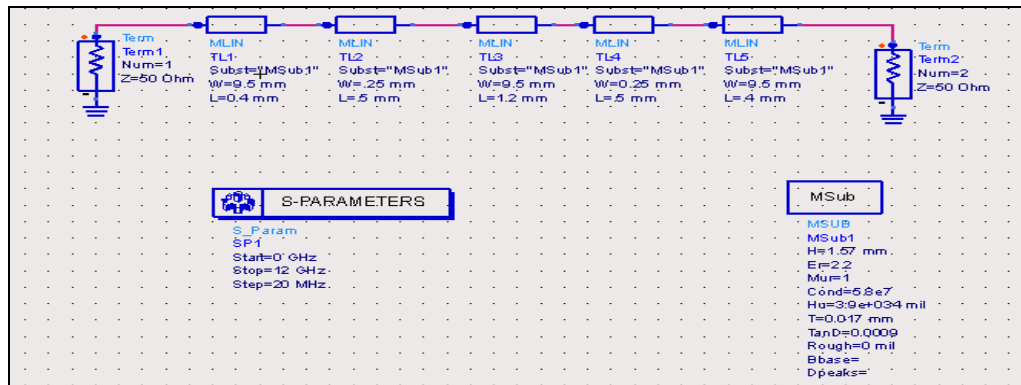 Term
Term1
Num=1
Z=50 Ohm
MLIN
TL1
Subst="MSub1"
W=9.5 mm
L=0.4 mm
MLIN
TL2
Subst="MSub1"
W=.25 mm
L=.5 mm
MLIN
TL3
Subst="MSub1"
W=9.5 mm
L=1.2 mm
MLIN
TL4
Subst="MSub1"
W=0.25 mm
L=.5 mm
MLIN
TL5
Subst="MSub1"
W=9.5 mm
L=.4 mm
Term
Term2
Num=2
Z=50 Ohm
S-PARAMETERS
S_Param
SP1
Start=0 GHz
Stop=12 GHz
Step=20 MHz
MSub
MSUB
MSub1
H=1.57 mm
Er=2.2
Mur=1
Cond=5.8e7
Hu=3.9e+034 mil
T=0.017 mm
TanD=0.0009
Rough=0 mil
Bbase=
Dpeaks=